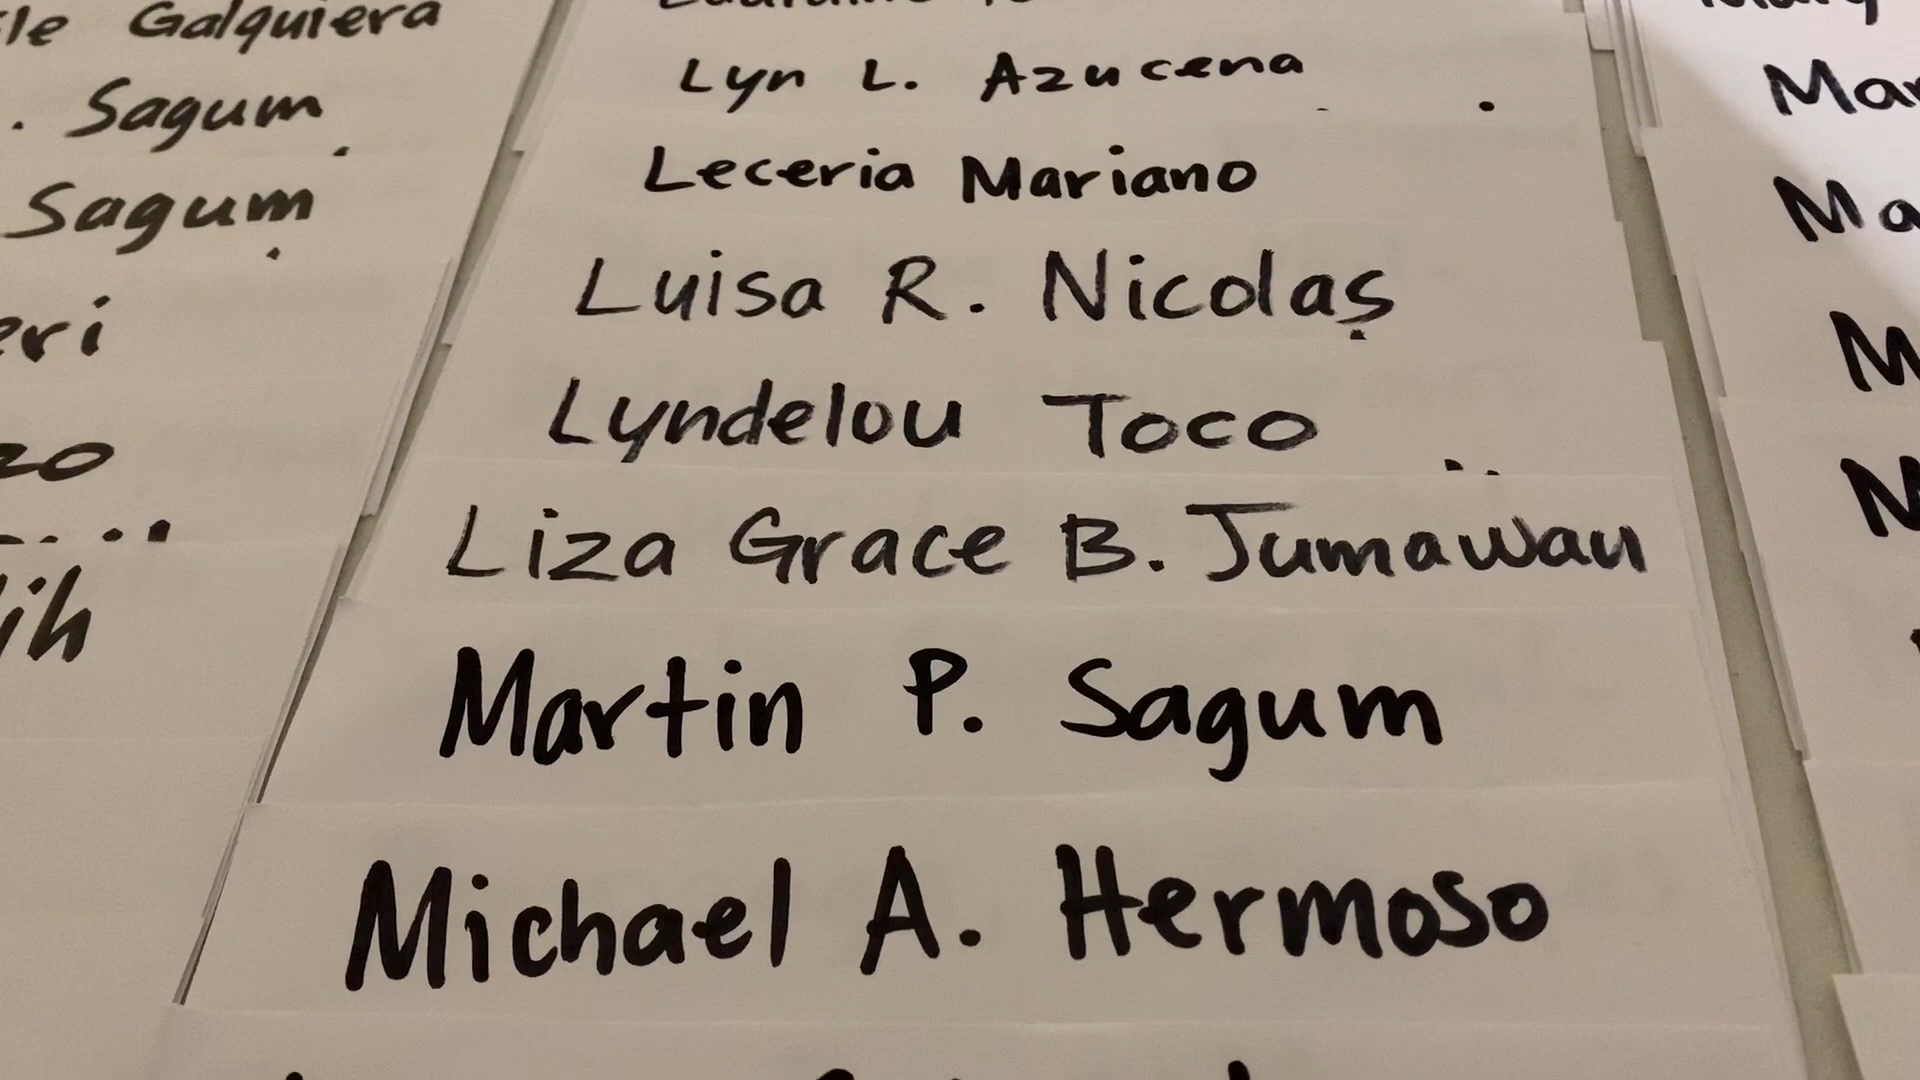 Galquiera
Sagum
Sagum
Lyn L. Azucena
Leceria Mariano
Luisa R. Nicolas
Lyndelou Toco
Liza Grace B. Jumawan
Martin P. Sagum
Michael A. Hermoso